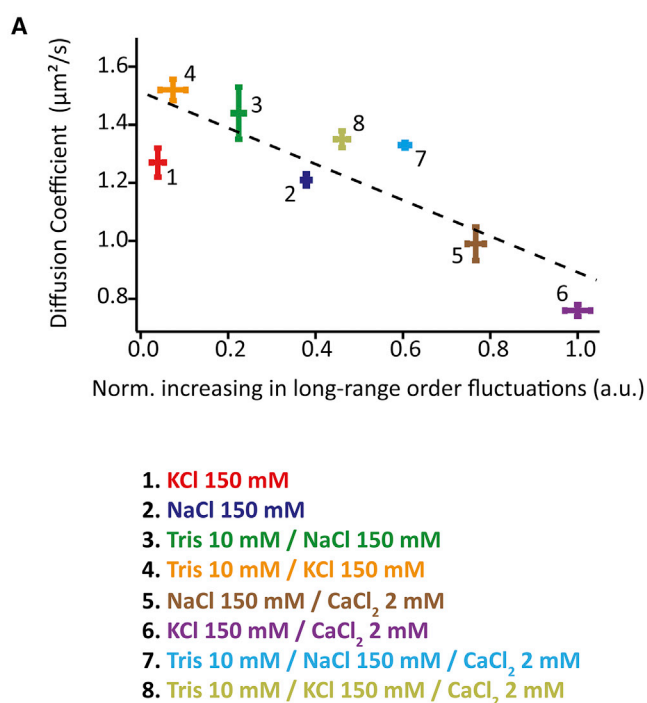 A
Diffusion Coefficient (μm²/s)
1.6
1.4
1.2
1.0
0.8
4
3
8
7
1
2
5
6
0.0 0.2 0.4 0.6 0.8 1.0
Norm. increasing in long-range order fluctuations (a.u.)
1. KCl 150 mM
2. NaCl 150 mM
3. Tris 10 mM / NaCl 150 mM
4. Tris 10 mM / KCl 150 mM
5. NaCl 150 mM / CaCl₂ 2 mM
6. KCl 150 mM / CaCl₂ 2 mM
7. Tris 10 mM / NaCl 150 mM / CaCl₂ 2 mM
8. Tris 10 mM / KCl 150 mM / CaCl₂ 2 mM